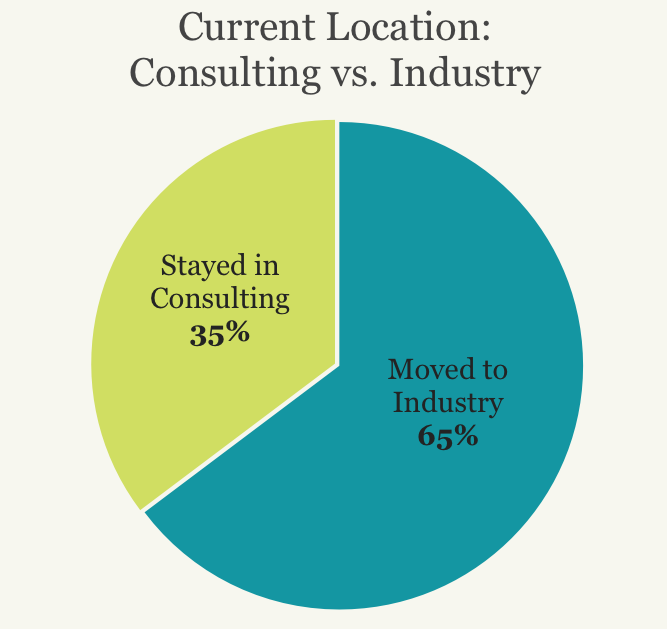 Current Location:
Consulting vs. Industry
Stayed in
Consulting
35%
Moved to
Industry
65%